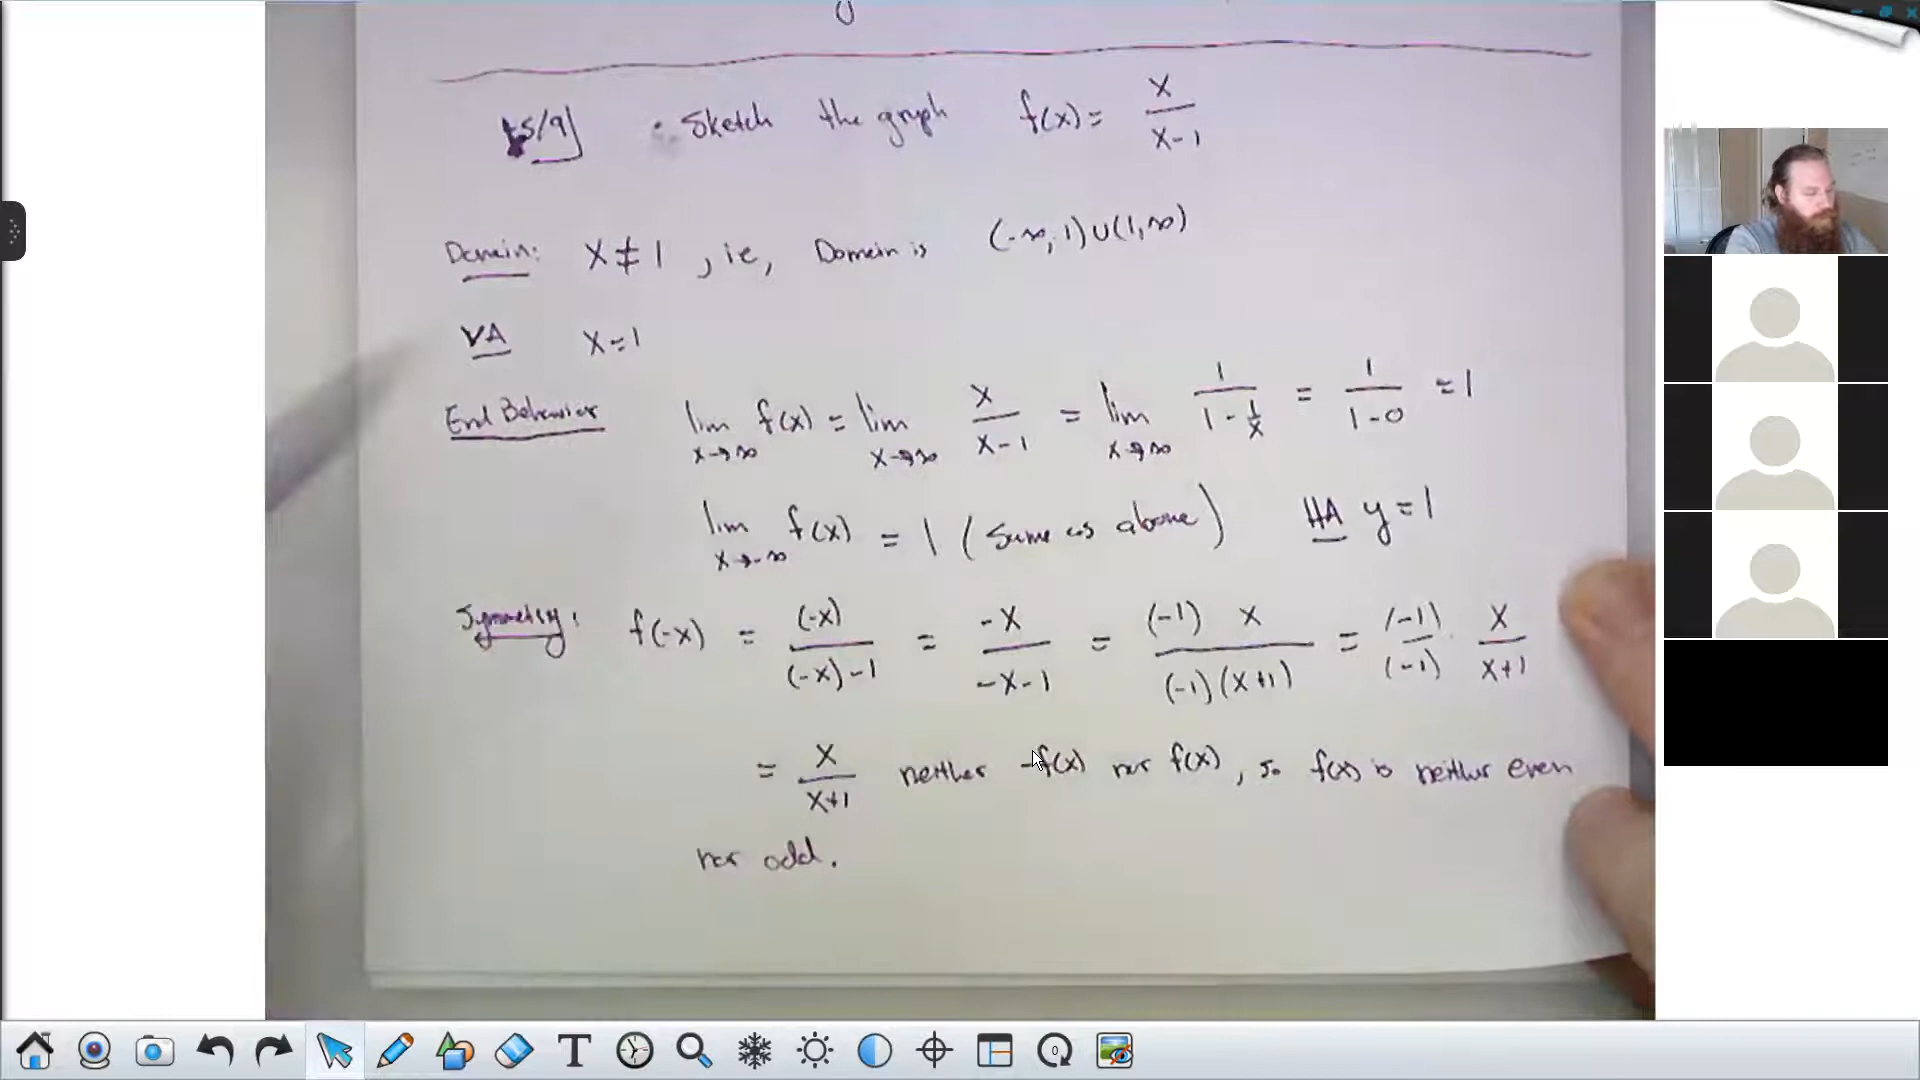 5/9] : Sketch the graph f(x) = x/(x-1)
Domain: x ≠ 1, ie, Domain is (-∞,1)∪(1,∞)
VA x=1
End Behavior lim x→∞ f(x) = lim x→∞ x/(x-1) = lim x→∞ 1/(1-1/x) = 1/(1-0) = 1
lim x→-∞ f(x) = 1 (Same as above) HA y=1
Symmetry: f(-x) = (-x)/((-x)-1) = -x/(-x-1) = (-1) x/((-1)(x+1)) = (-1)/(-1) · x/(x+1)
= x/(x+1) neither -f(x) nor f(x), so f(x) is neither even
nor odd.
T
0